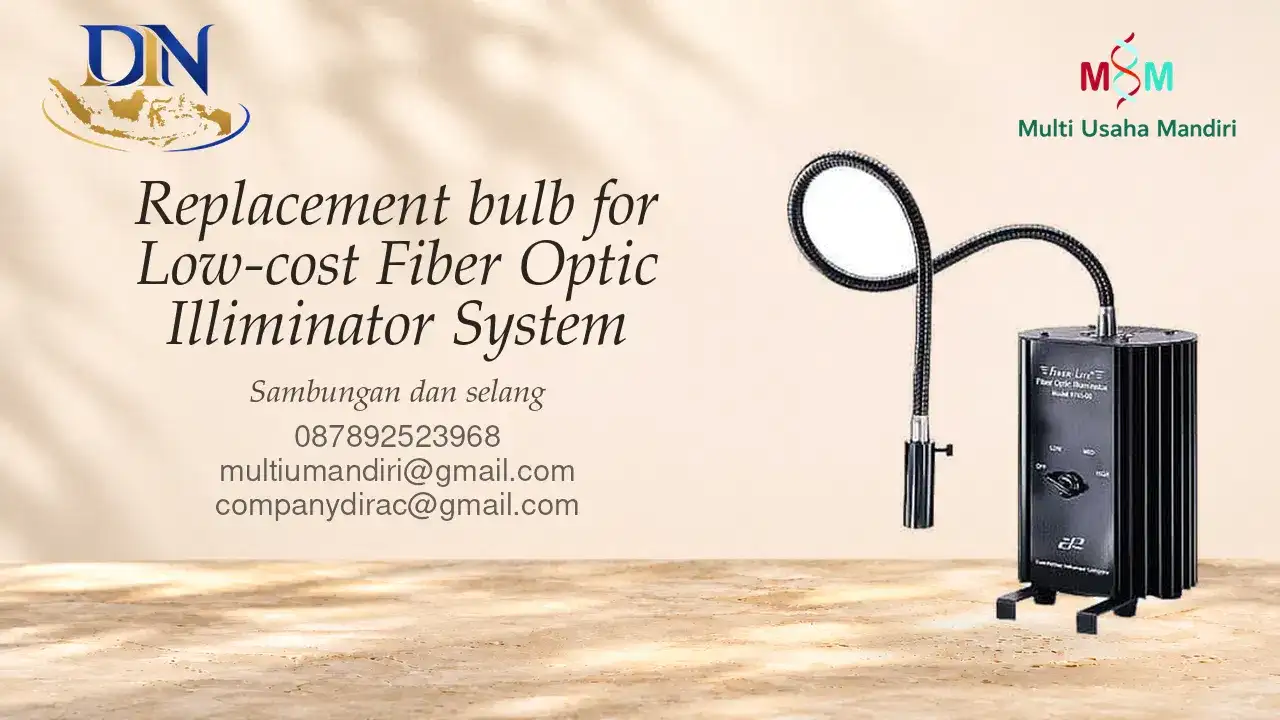 DIN
MSM
Multi Usaha Mandiri
Replacement bulb for
Low-cost Fiber Optic
Illiminator System
Sambungan dan selang
087892523968
multiumandiri@gmail.com
companydirac@gmail.com
FIBER-LITE
Fiber Optic Illuminator
LOW
MED
OFF
HIGH